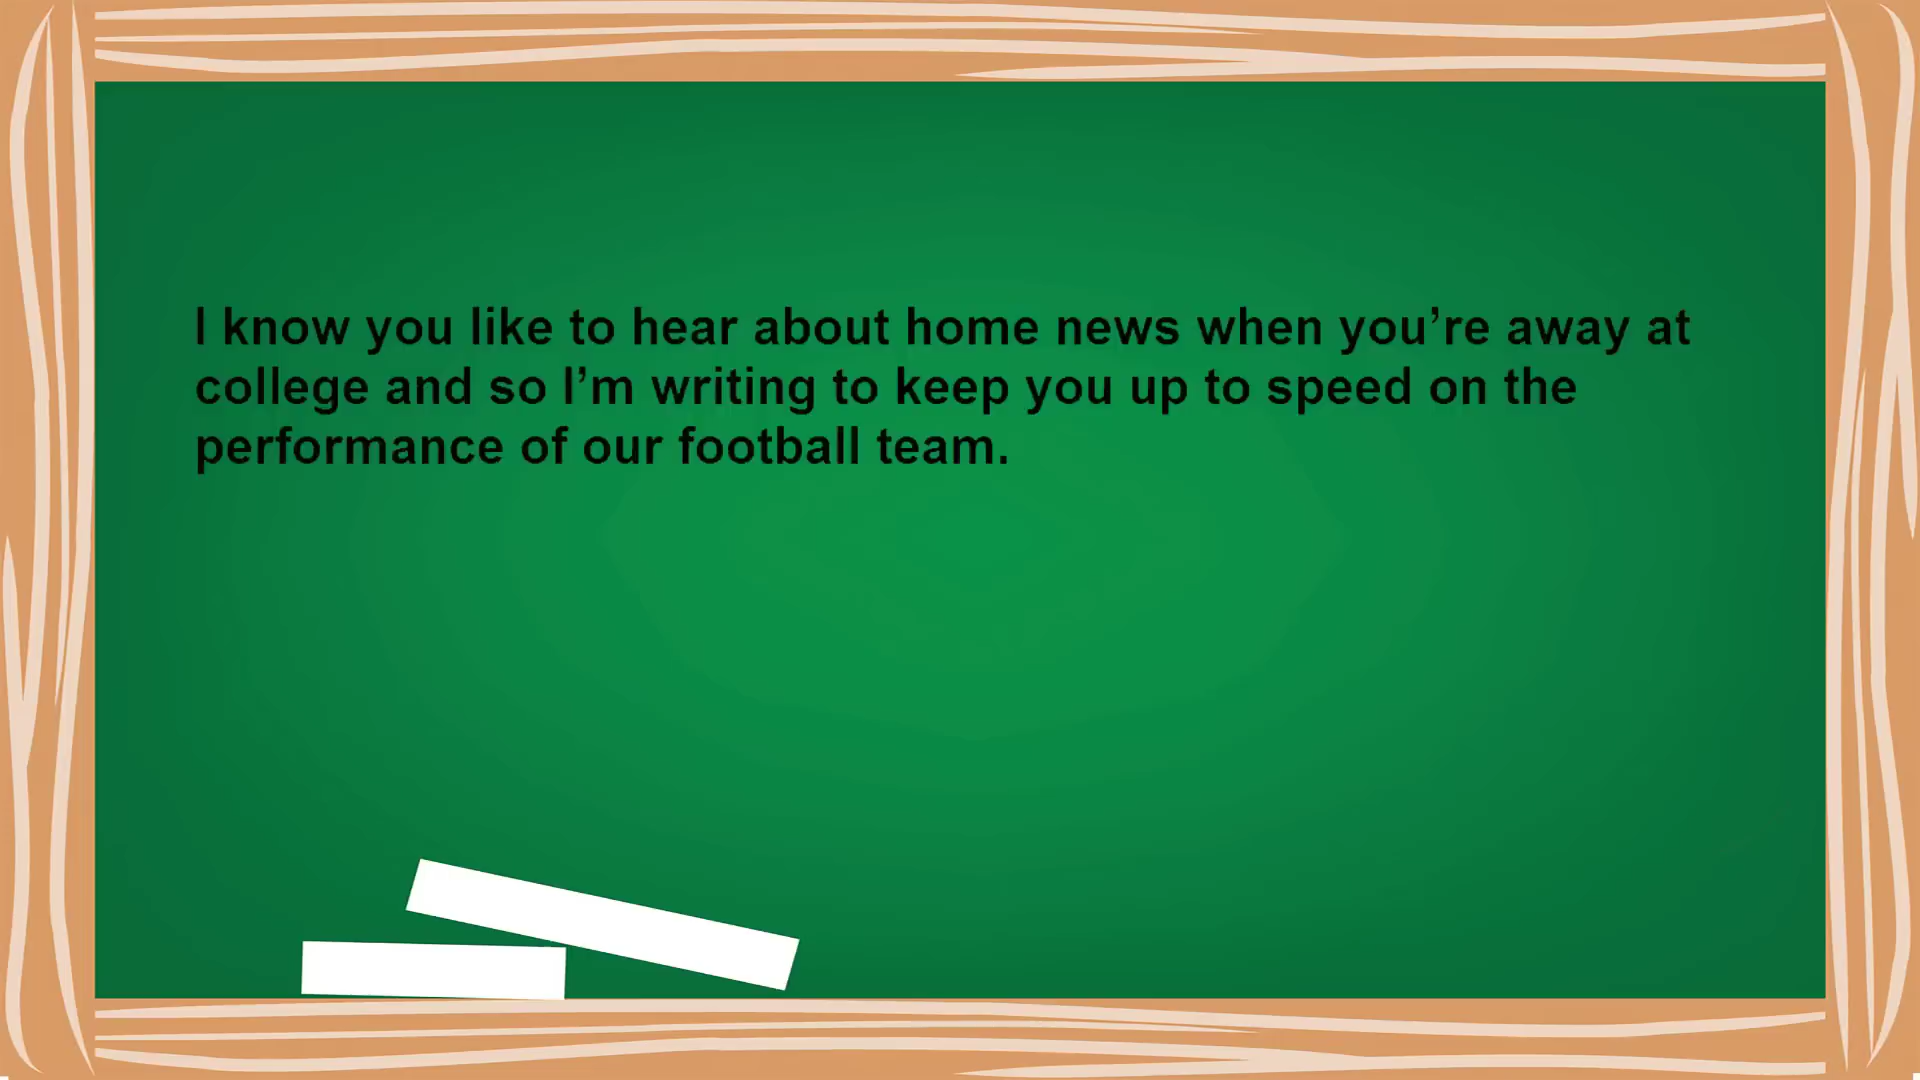 I know you like to hear about home news when you’re away at
college and so I’m writing to keep you up to speed on the
performance of our football team.